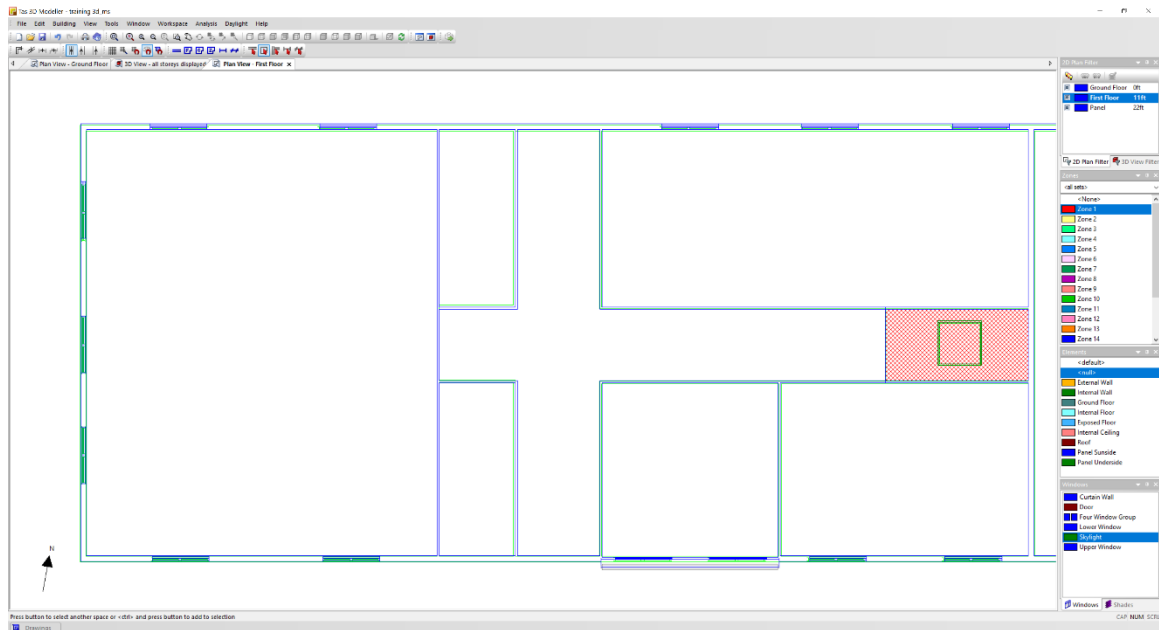 Tas 3D Modeller - training 3d_ms
File Edit Building View Tools Window Workspace Analysis Daylight Help
Plan View - Ground Floor 3D View - all storeys displayed Plan View - First Floor
2D Plan Filter
Ground Floor 0ft
First Floor 11ft
Panel 22ft
2D Plan Filter 3D View Filter
Zones
<all sets>
<None>
Zone 1
Zone 2
Zone 3
Zone 4
Zone 5
Zone 6
Zone 7
Zone 8
Zone 9
Zone 10
Zone 11
Zone 12
Zone 13
Zone 14
Elements
<default>
<null>
External Wall
Internal Wall
Ground Floor
Internal Floor
Exposed Floor
Internal Ceiling
Roof
Panel Sunside
Panel Underside
Windows
Curtain Wall
Door
Four Window Group
Lower Window
Skylight
Upper Window
N
Windows Shades
Press button to select another space or <ctrl> and press button to add to selection
CAP NUM SCRL
Drawings